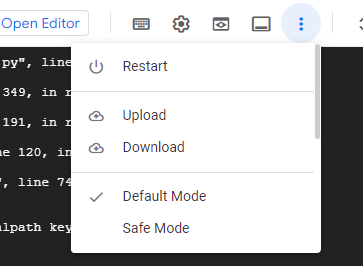 Open Editor
py", line
349, in r
191, in r
ne 120, in
", line 74
alpath key
Restart
Upload
Download
Default Mode
Safe Mode